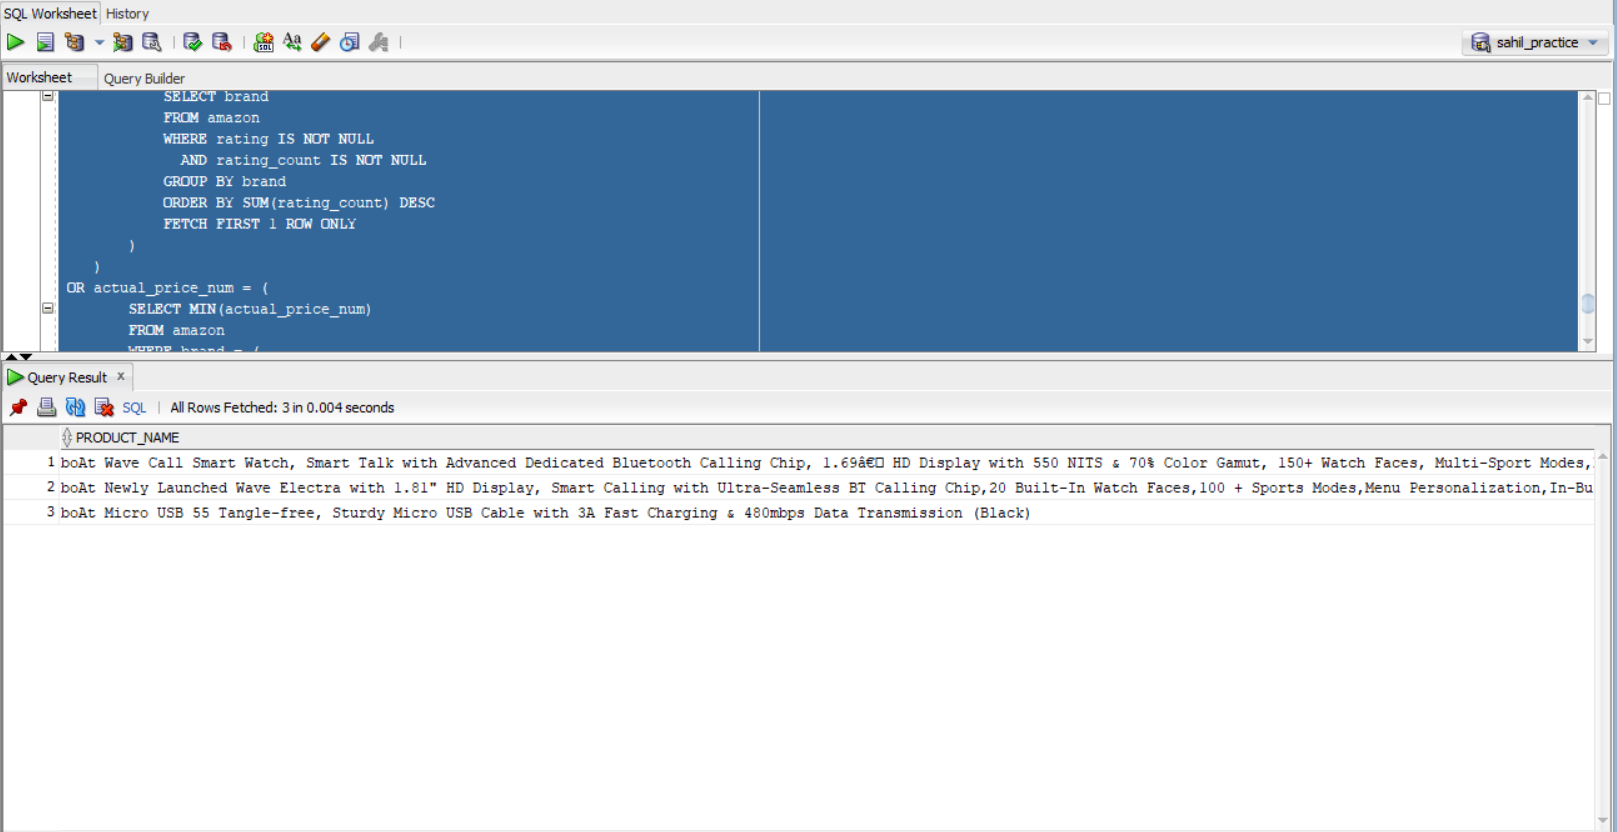 SQL Worksheet History
sahil_practice
Worksheet Query Builder
SELECT brand
FROM amazon
WHERE rating IS NOT NULL
AND rating_count IS NOT NULL
GROUP BY brand
ORDER BY SUM(rating_count) DESC
FETCH FIRST 1 ROW ONLY
)
)
OR actual_price_num = (
SELECT MIN(actual_price_num)
FROM amazon
WHERE brand = (
Query Result x
SQL | All Rows Fetched: 3 in 0.004 seconds
PRODUCT_NAME
1 boAt Wave Call Smart Watch, Smart Talk with Advanced Dedicated Bluetooth Calling Chip, 1.69â€□ HD Display with 550 NITS & 70% Color Gamut, 150+ Watch Faces, Multi-Sport Modes,
2 boAt Newly Launched Wave Electra with 1.81" HD Display, Smart Calling with Ultra-Seamless BT Calling Chip,20 Built-In Watch Faces,100 + Sports Modes,Menu Personalization,In-Bu
3 boAt Micro USB 55 Tangle-free, Sturdy Micro USB Cable with 3A Fast Charging & 480mbps Data Transmission (Black)